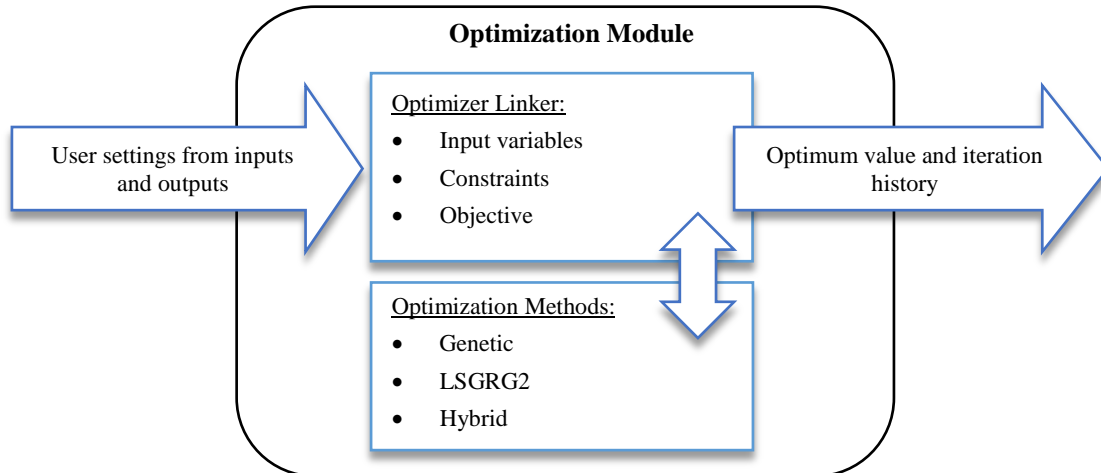 Optimization Module
User settings from inputs
and outputs
Optimizer Linker:
• Input variables
• Constraints
• Objective
Optimum value and iteration
history
Optimization Methods:
• Genetic
• LSGRG2
• Hybrid